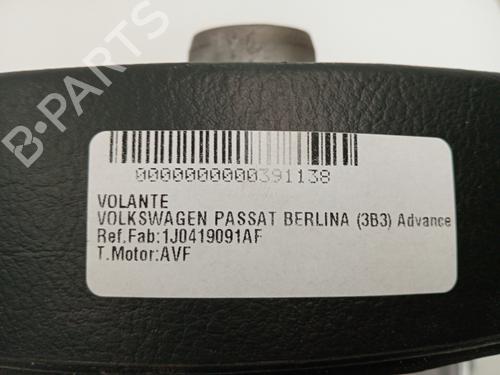 B-PARTS
0000000000391138
VOLANTE
VOLKSWAGEN PASSAT BERLINA (3B3) Advance
Ref.Fab:1J0419091AF
T.Motor:AVF